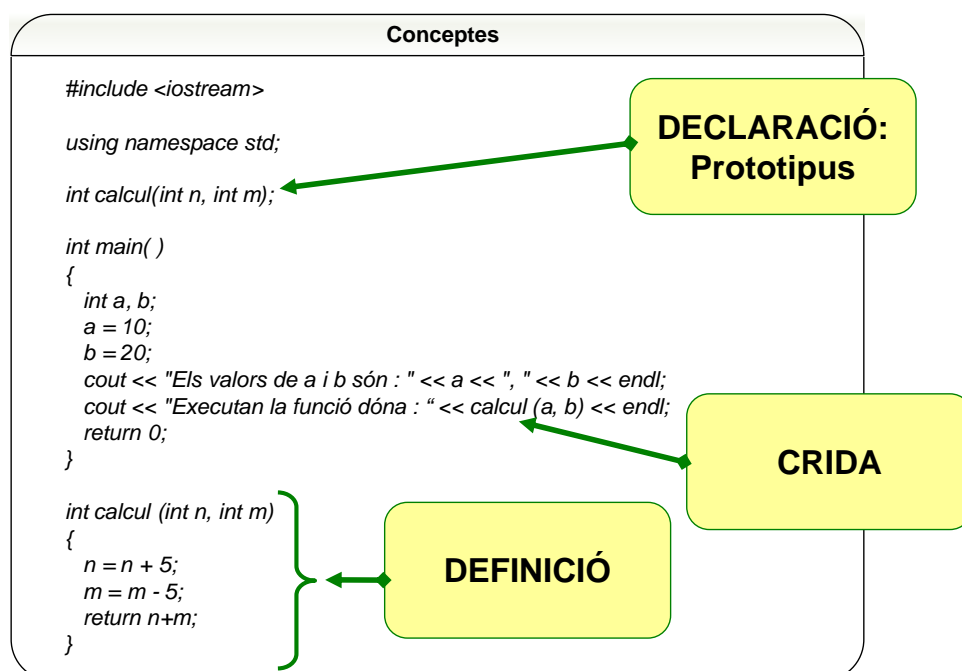 Conceptes
#include <iostream>
using namespace std;
int calcul(int n, int m);
int main( )
{
int a, b;
a = 10;
b = 20;
cout << "Els valors de a i b són : " << a << ", " << b << endl;
cout << "Executan la funció dóna : “ << calcul (a, b) << endl;
return 0;
}
int calcul (int n, int m)
{
n = n + 5;
m = m - 5;
return n+m;
}
DECLARACIÓ:
Prototipus
CRIDA
DEFINICIÓ